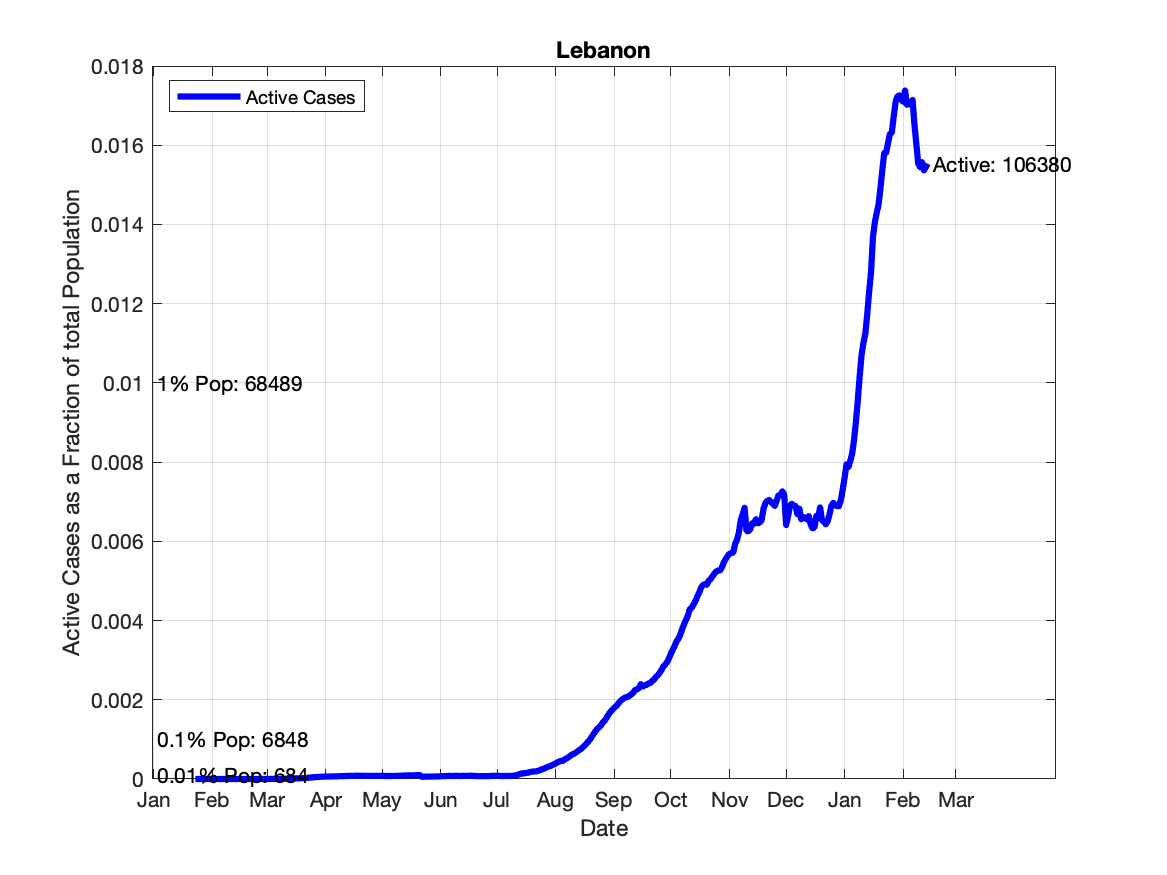 Lebanon
0.018
Active Cases
0.016
Active: 106380
0.014
0.012
0.01
1% Pop: 68489
0.008
0.006
0.004
0.002
0.1% Pop: 6848
0
0.01% Pop: 684
Active Cases as a Fraction of total Population
Jan Feb Mar Apr May Jun Jul Aug Sep Oct Nov Dec Jan Feb Mar
Date